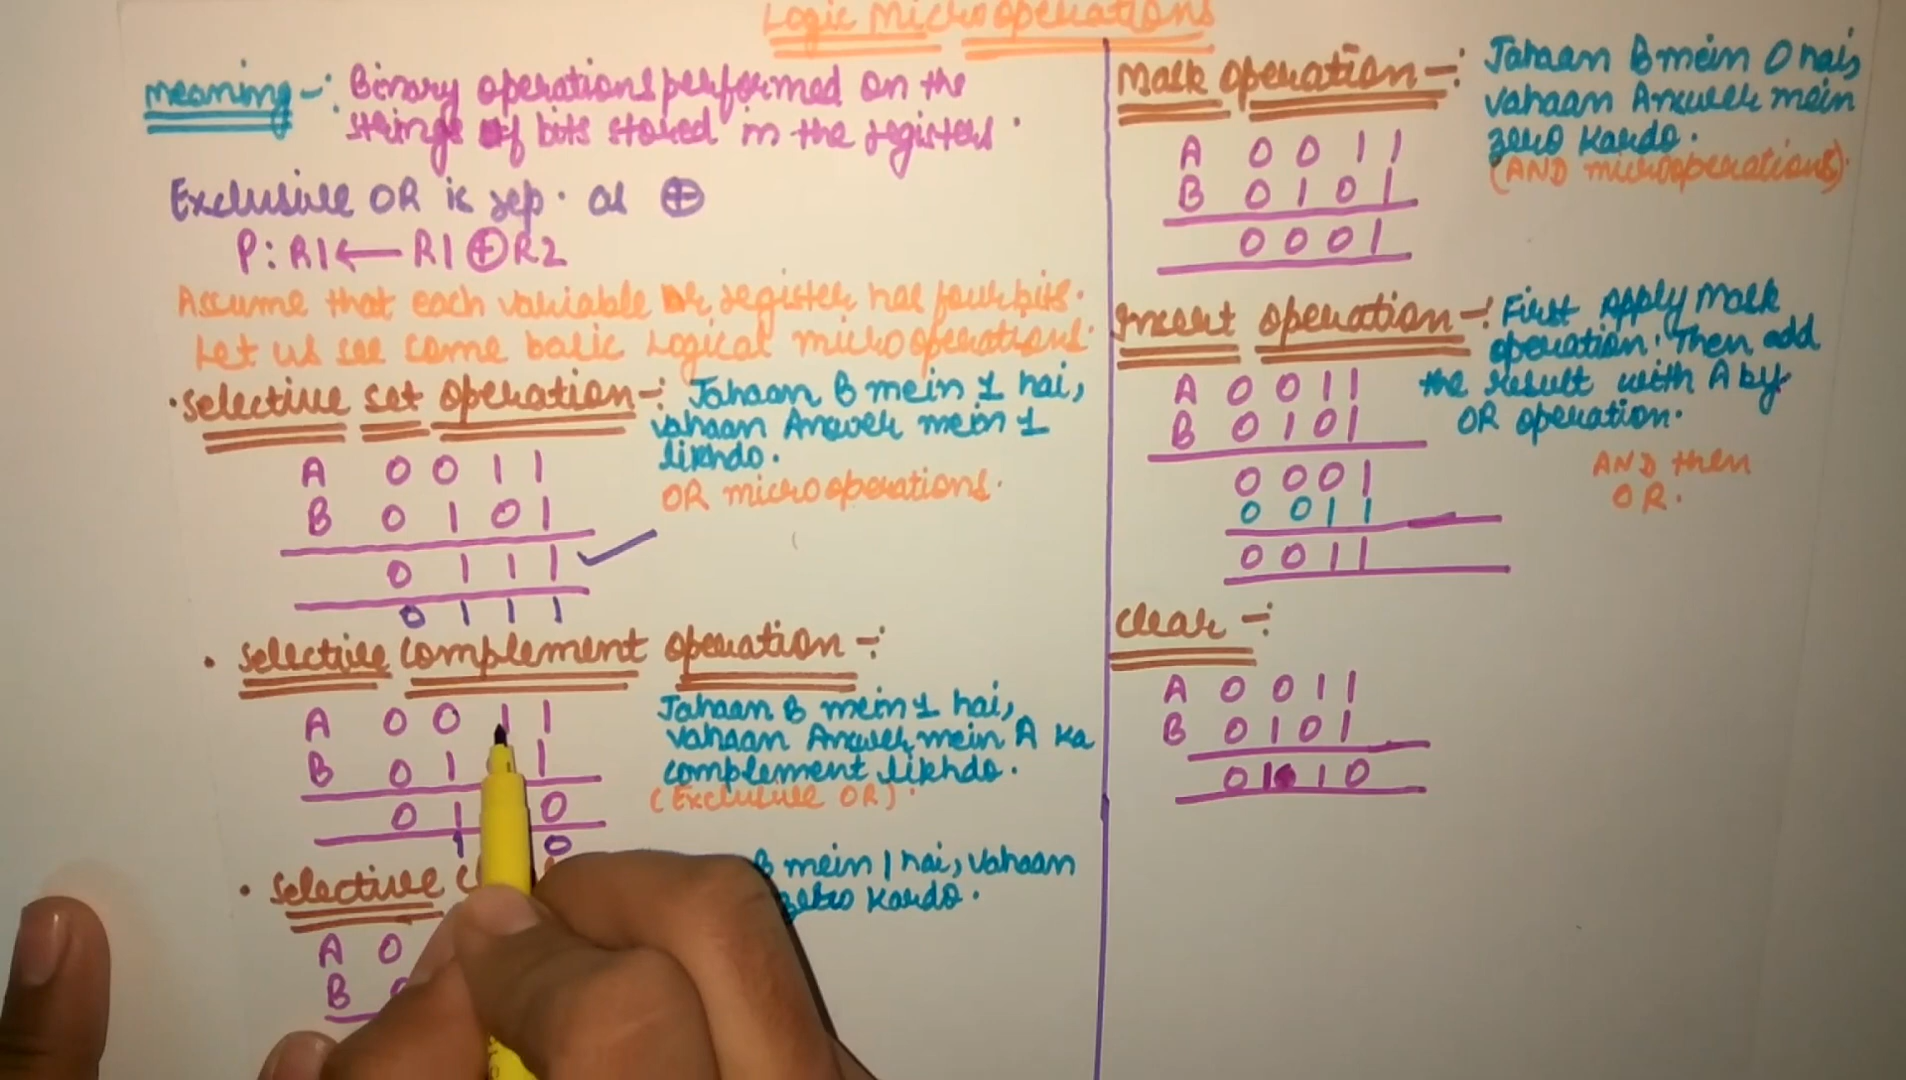 Logic Microoperations
meaning -: Binary operations performed on the
strings of bits stored in the registers.
Exclusive OR is rep. as ⊕
P: R1 ← R1 ⊕ R2
Assume that each variable or register has four bits.
Let us see some basic Logical microoperations.
• Selective set operation -: Jahaan B mein 1 hai,
vahaan Answer mein 1
likhdo.
OR microoperations.
A 0 0 1 1
B 0 1 0 1
0 1 1 1 ✓
0 1 1 1
• Selective complement operation -:
Jahaan B mein 1 hai,
vahaan Answer mein A ka
complement likhdo.
(Exclusive OR).
A 0 0 1 1
B 0 1 1
0 1 0
1 0
• Selective
B mein 1 hai, vahaan
zero kardo.
A 0
B
Mask operation -: Jahaan B mein 0 hai,
vahaan Answer mein
zero kardo.
(AND microoperations).
A 0 0 1 1
B 0 1 0 1
0 0 0 1
Insert operation -: First Apply Mask
operation. Then add
the result with A by
OR operation.
AND then
OR.
A 0 0 1 1
B 0 1 0 1
0 0 0 1
0 0 1 1
0 0 1 1
Clear -:
A 0 0 1 1
B 0 1 0 1
0 1 1 0